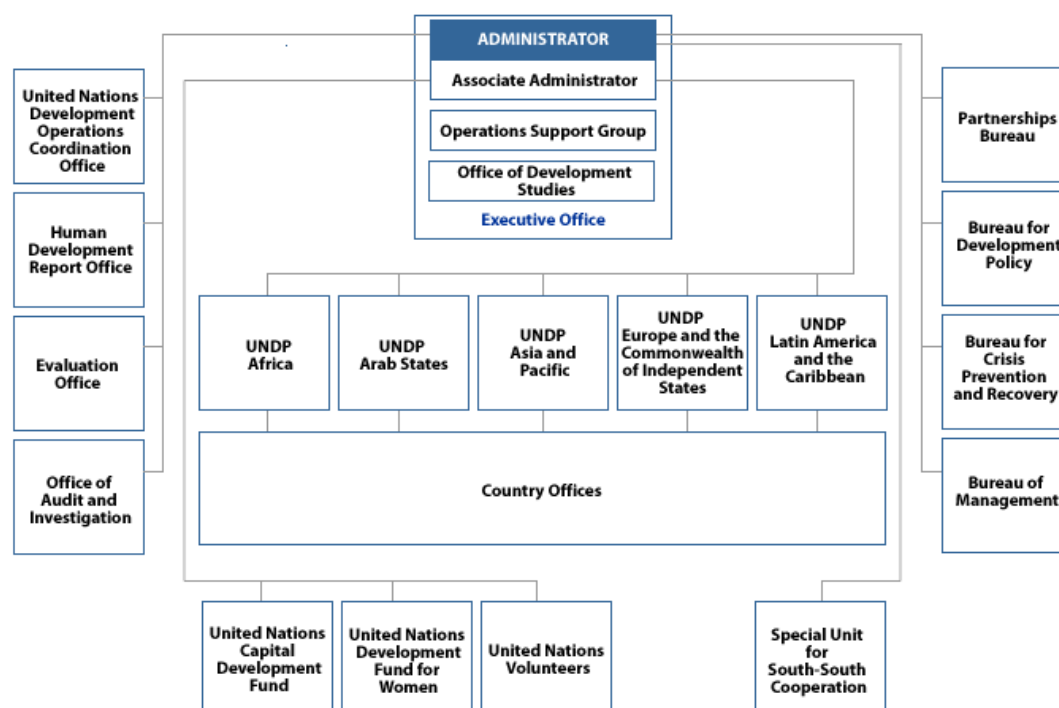 ADMINISTRATOR
Associate Administrator
Operations Support Group
Office of Development
Studies
Executive Office
United Nations
Development
Operations
Coordination
Office
Human
Development
Report Office
Evaluation
Office
Office of
Audit and
Investigation
Partnerships
Bureau
Bureau for
Development
Policy
Bureau for
Crisis
Prevention
and Recovery
Bureau of
Management
UNDP
Africa
UNDP
Arab States
UNDP
Asia and
Pacific
UNDP
Europe and the
Commonwealth
of Independent
States
UNDP
Latin America
and the
Caribbean
Country Offices
United Nations
Capital
Development
Fund
United Nations
Development
Fund for
Women
United Nations
Volunteers
Special Unit
for
South-South
Cooperation